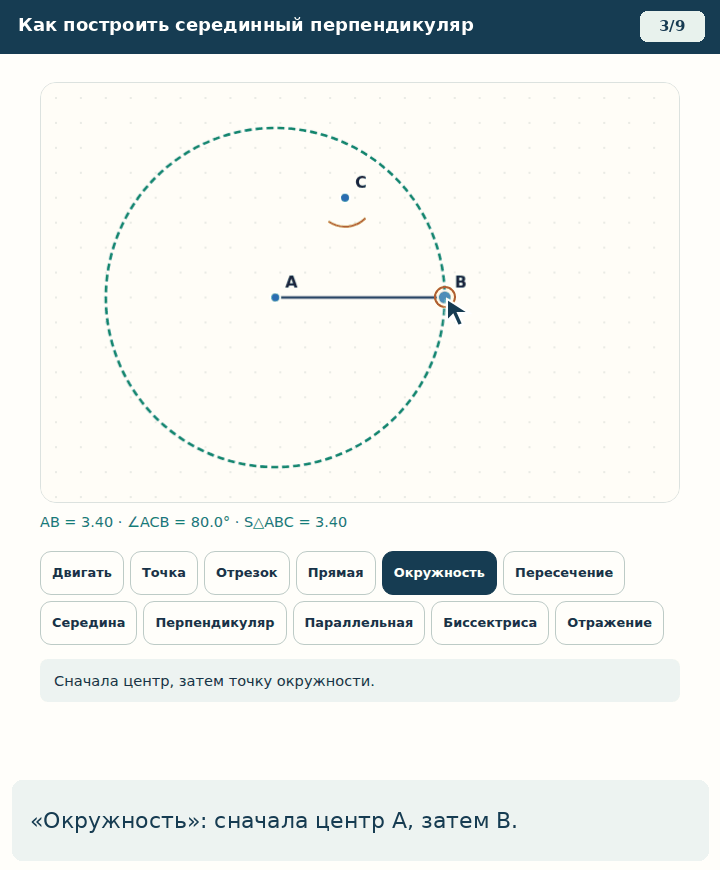 Как построить серединный перпендикуляр
3/9
C
A
B
AB = 3.40 · ∠ACB = 80.0° · S△ABC = 3.40
Двигать Точка Отрезок Прямая Окружность Пересечение
Середина Перпендикуляр Параллельная Биссектриса Отражение
Сначала центр, затем точку окружности.
«Окружность»: сначала центр A, затем B.